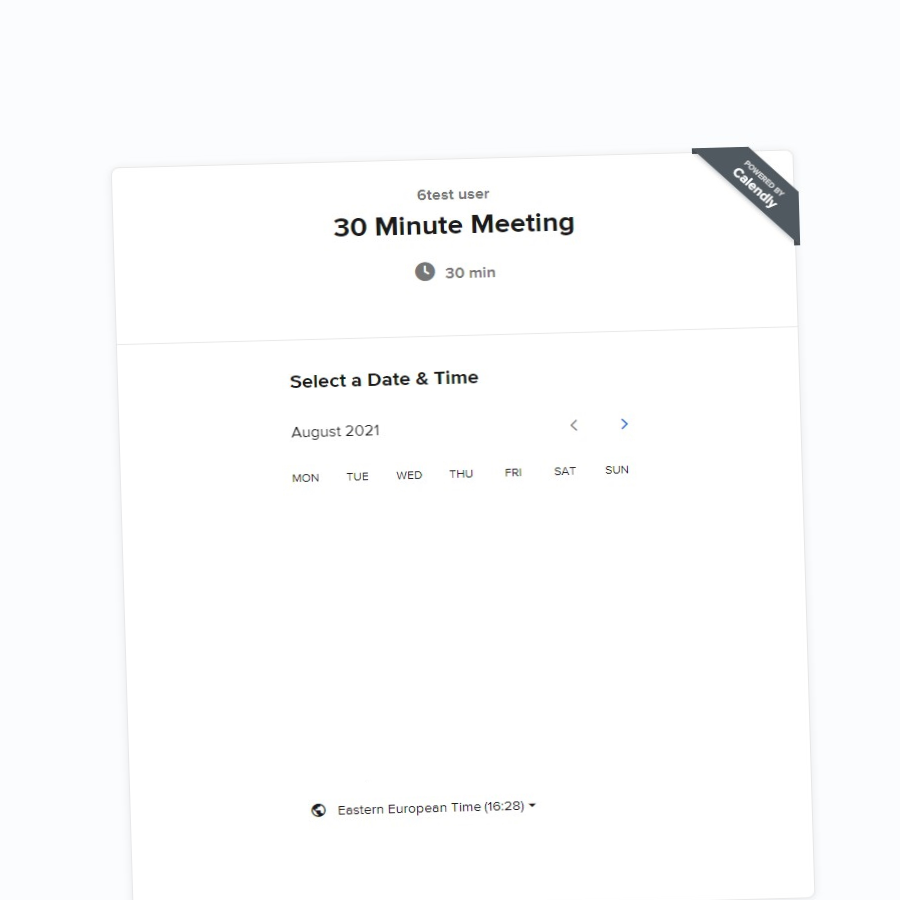 POWERED BY
Calendly
6test user
30 Minute Meeting
30 min
Select a Date & Time
August 2021
MON TUE WED THU FRI SAT SUN
Eastern European Time (16:28)